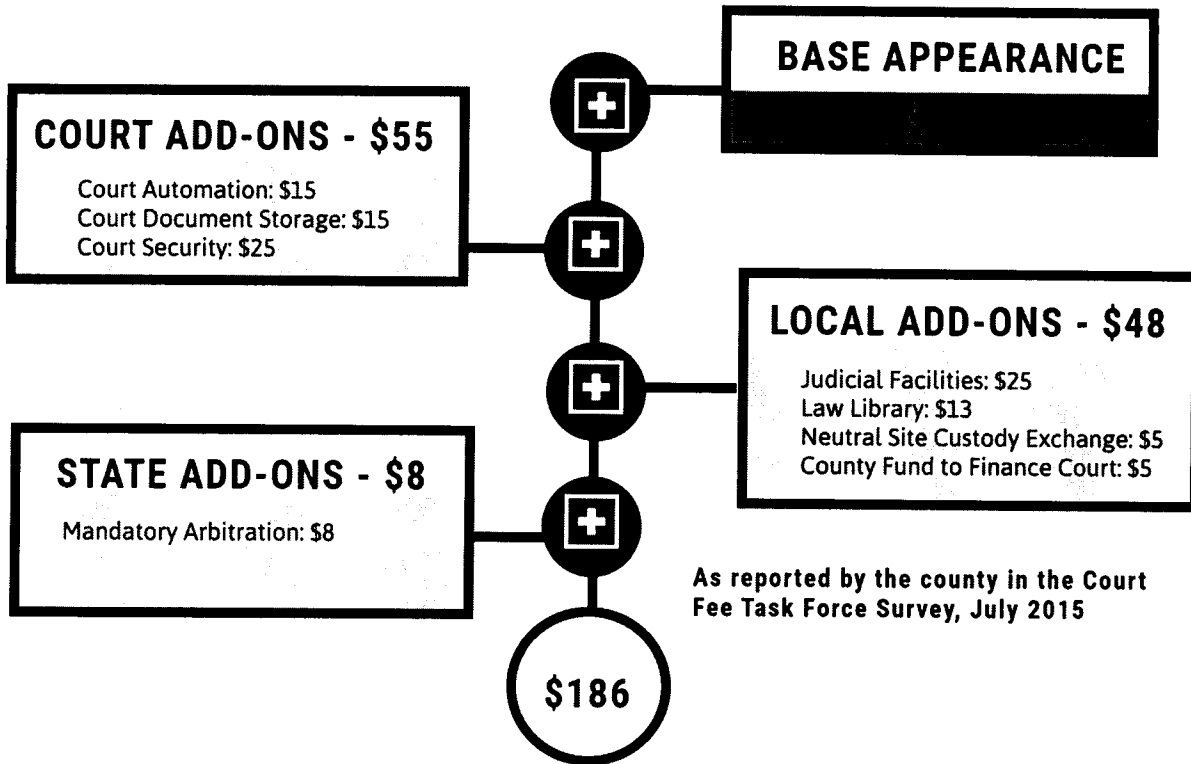 BASE APPEARANCE
COURT ADD-ONS - $55
Court Automation: $15
Court Document Storage: $15
Court Security: $25
LOCAL ADD-ONS - $48
Judicial Facilities: $25
Law Library: $13
Neutral Site Custody Exchange: $5
County Fund to Finance Court: $5
STATE ADD-ONS - $8
Mandatory Arbitration: $8
As reported by the county in the Court
Fee Task Force Survey, July 2015
$186